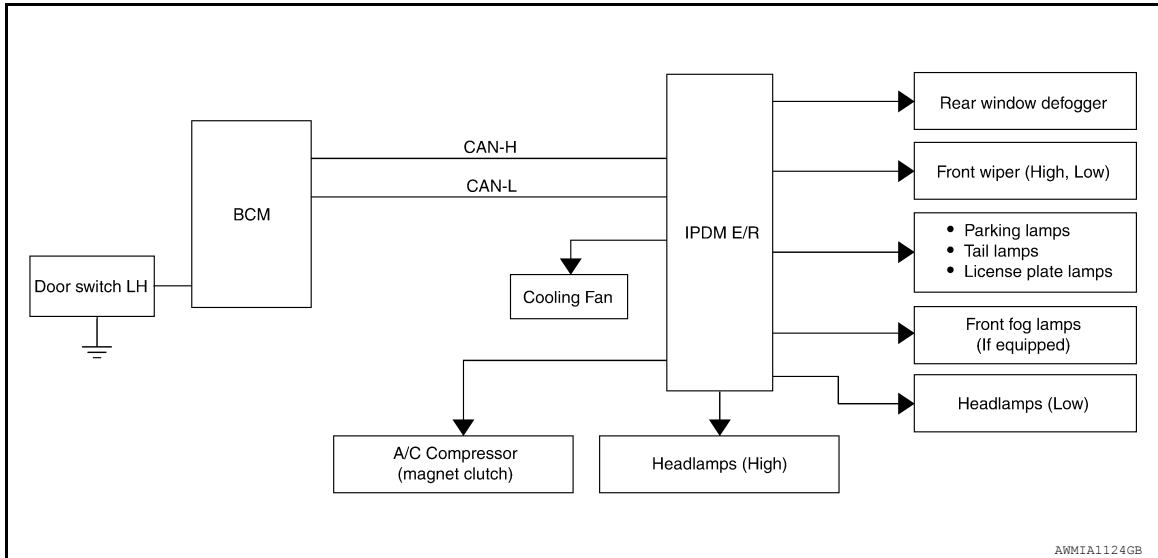 Rear window defogger
CAN-H
Front wiper (High, Low)
CAN-L
BCM
IPDM E/R
• Parking lamps
• Tail lamps
• License plate lamps
Door switch LH
Cooling Fan
Front fog lamps
(If equipped)
Headlamps (Low)
A/C Compressor
(magnet clutch)
Headlamps (High)
AWMIA1124GB